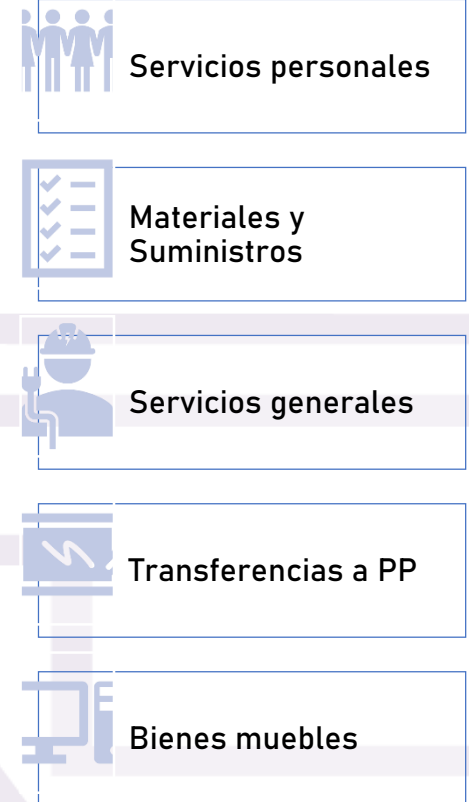 Servicios personales
Materiales y
Suministros
Servicios generales
Transferencias a PP
Bienes muebles